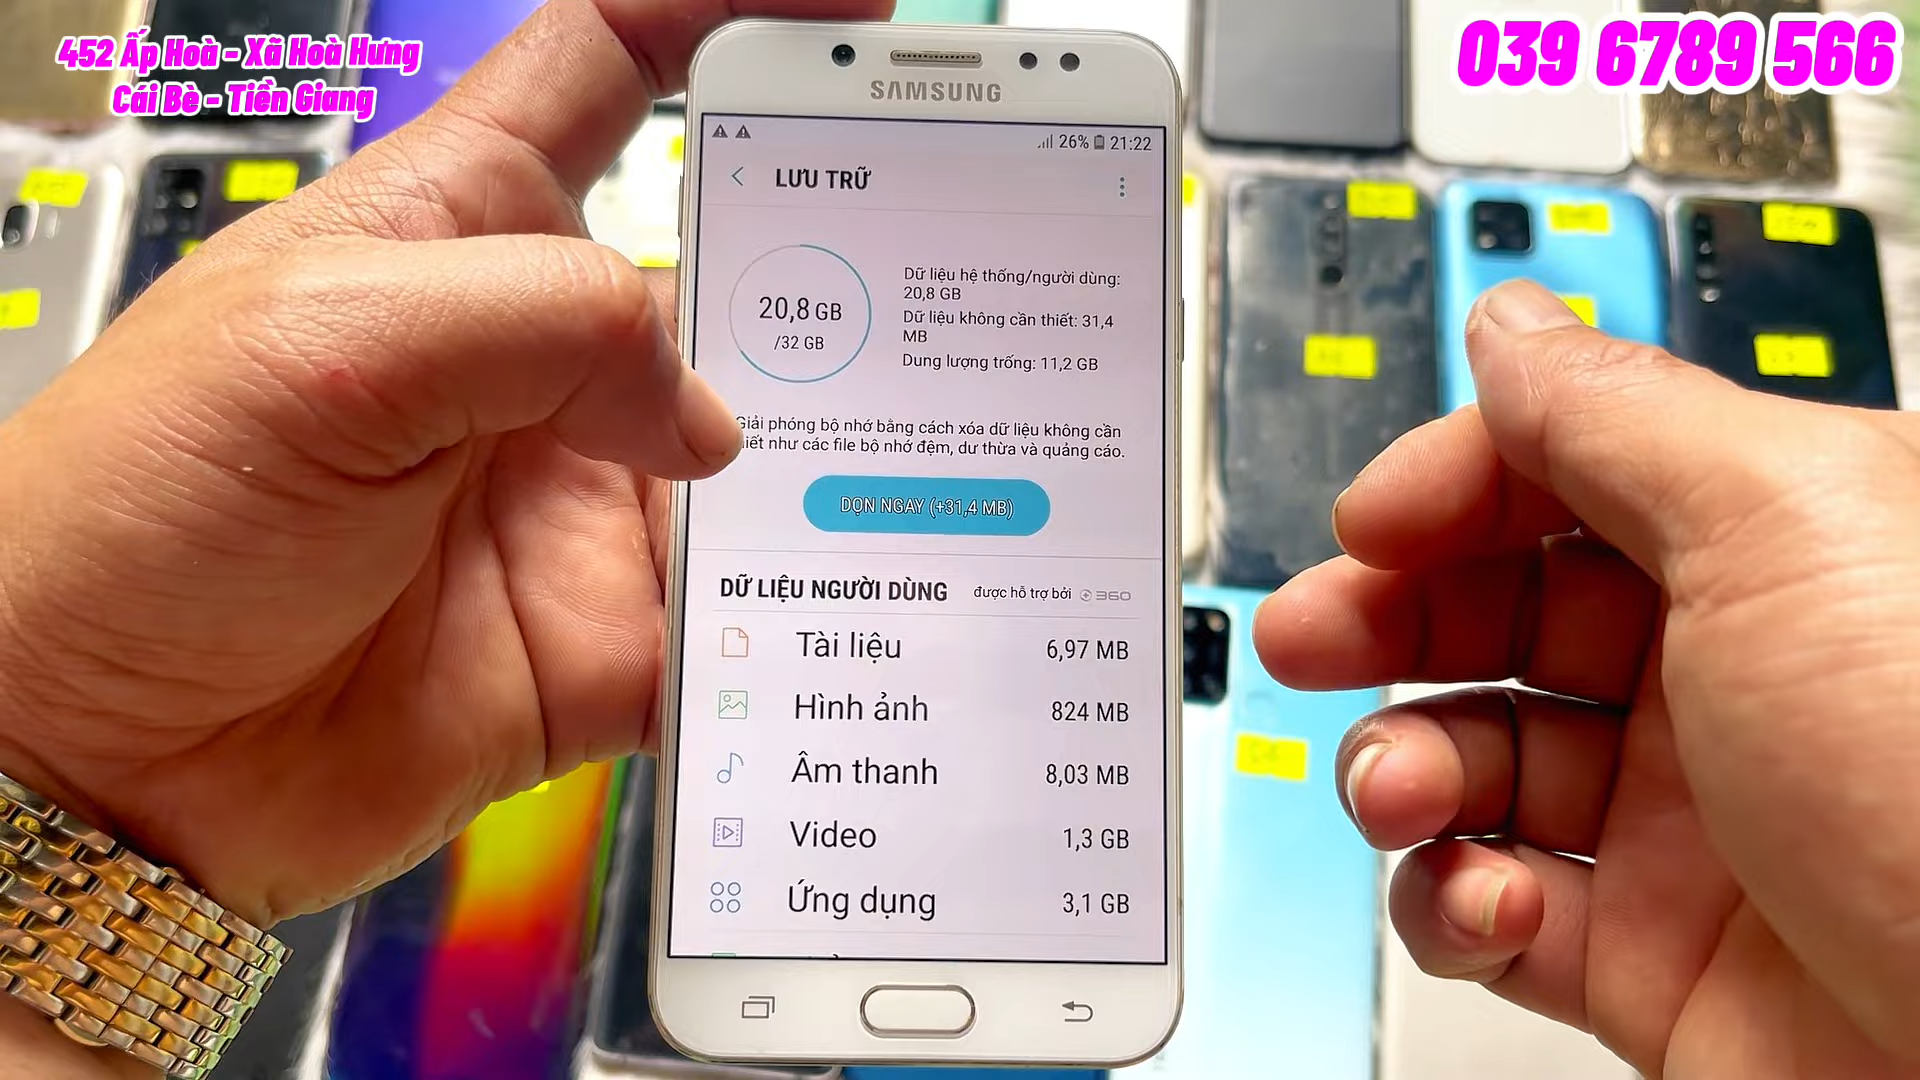 452 Ấp Hoà - Xã Hoà Hưng
Cái Bè - Tiền Giang
039 6789 566
SAMSUNG
26% 21:22
LƯU TRỮ
20,8 GB
/32 GB
Dữ liệu hệ thống/người dùng:
20,8 GB
Dữ liệu không cần thiết: 31,4
MB
Dung lượng trống: 11,2 GB
Giải phóng bộ nhớ bằng cách xóa dữ liệu không cần
iết như các file bộ nhớ đệm, dư thừa và quảng cáo.
DỌN NGAY (+31,4 MB)
DỮ LIỆU NGƯỜI DÙNG được hỗ trợ bởi 360
Tài liệu 6,97 MB
Hình ảnh 824 MB
Âm thanh 8,03 MB
Video 1,3 GB
Ứng dụng 3,1 GB